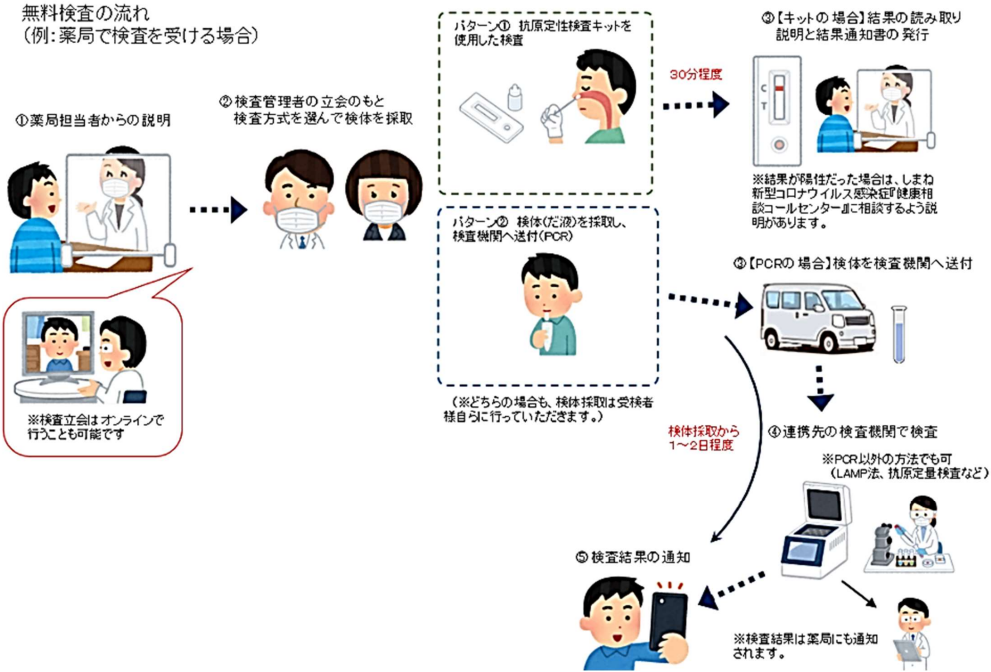 無料検査の流れ
(例:薬局で検査を受ける場合)
①薬局担当者からの説明
※検査立会はオンラインで
行うことも可能です
②検査管理者の立会のもと
検査方式を選んで検体を採取
パターン① 抗原定性検査キットを
使用した検査
パターン② 検体(だ液)を採取し、
検査機関へ送付(PCR)
(※どちらの場合も、検体採取は受検者
様自らに行っていただきます。)
30分程度
③【キットの場合】結果の読み取り
説明と結果通知書の発行
C
T
※結果が陽性だった場合は、しまね
新型コロナウイルス感染症『健康相
談コールセンター』に相談するよう説
明があります。
③【PCRの場合】検体を検査機関へ送付
検体採取から
1～2日程度
④連携先の検査機関で検査
※PCR以外の方法でも可
(LAMP法、抗原定量検査など)
⑤検査結果の通知
※検査結果は薬局にも通知
されます。